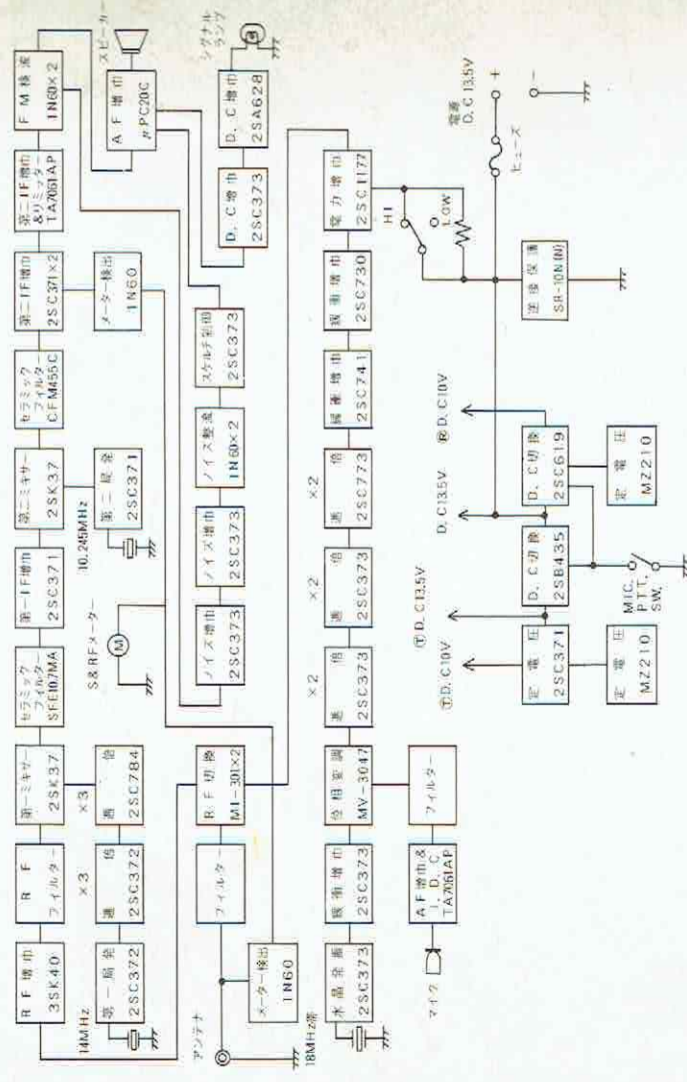 RF増巾
3SK40
RF
フィルター
第一ミキサー
2SK37
セラミック
フィルター
SFE10.7MA
第一IF増巾
2SC371
第二ミキサー
2SK37
セラミック
フィルター
CFM455C
第二IF増巾
2SC371×2
第二IF増巾
&リミッター
TA7061AP
FM検波
1N60×2
14MHz
第一局発
2SC372
×3
逓倍
2SC372
×3
逓倍
2SC784
10.245MHz
第二局発
2SC371
メーター検出
1N60
AF増巾
μPC20C
スピーカー
S&RFメーター
M
アンテナ
フィルター
メーター検出
1N60
RF切換
MI-301×2
ノイズ増巾
2SC373
ノイズ増巾
2SC373
ノイズ整流
1N60×2
スケルチ制御
2SC373
D.C増巾
2SC373
D.C増巾
2SA628
シグナル
ランプ
18MHz帯
水晶発振
2SC373
緩衝増巾
2SC373
位相変調
MV-3047
×2
逓倍
2SC373
×2
逓倍
2SC373
×2
逓倍
2SC773
緩衝増巾
2SC741
緩衝増巾
2SC730
電力増巾
2SC1177
マイク
AF増巾&
I.D.C
TA7061AP
フィルター
HI
LOW
ⓉD.C10V
ⓉD.C13.5V
D.C13.5V
ⓇD.C10V
定電圧
2SC371
D.C切換
2SB435
D.C切換
2SC619
逆接保護
SR-10N(N)
ヒューズ
電源
D.C13.5V
+
−
MZ210
MIC,
PTT,
SW,
定電圧
MZ210